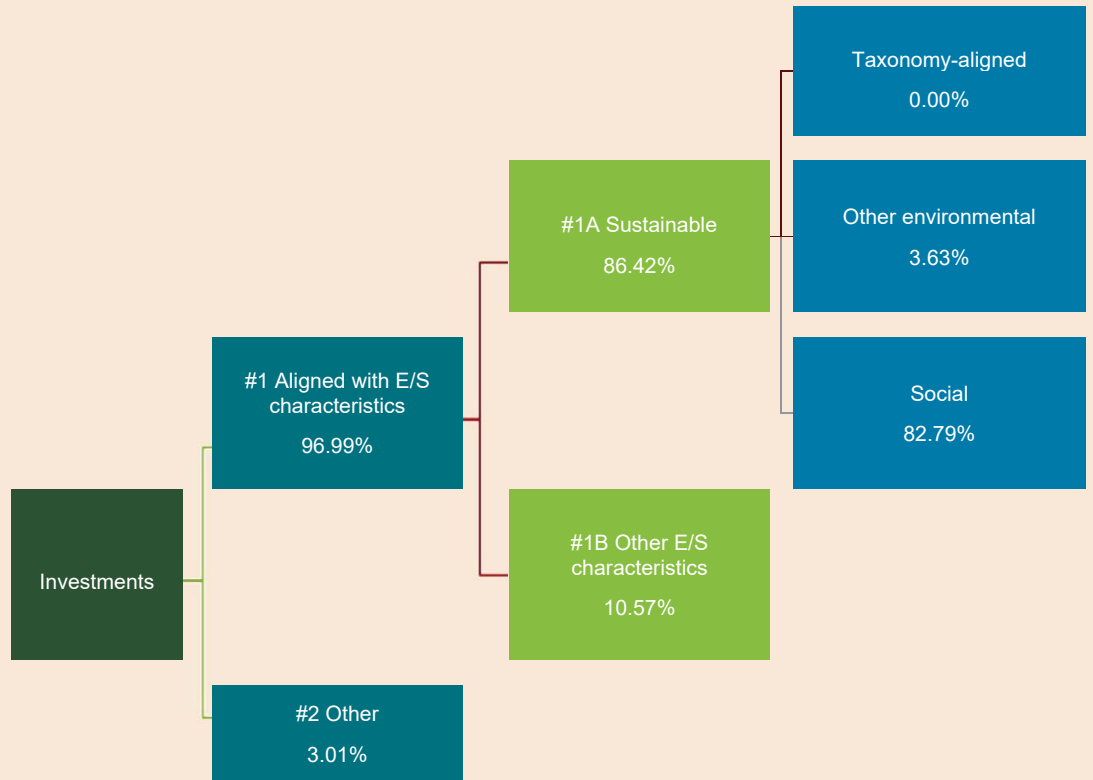 Investments
#1 Aligned with E/S
characteristics
96.99%
#2 Other
3.01%
#1A Sustainable
86.42%
#1B Other E/S
characteristics
10.57%
Taxonomy-aligned
0.00%
Other environmental
3.63%
Social
82.79%